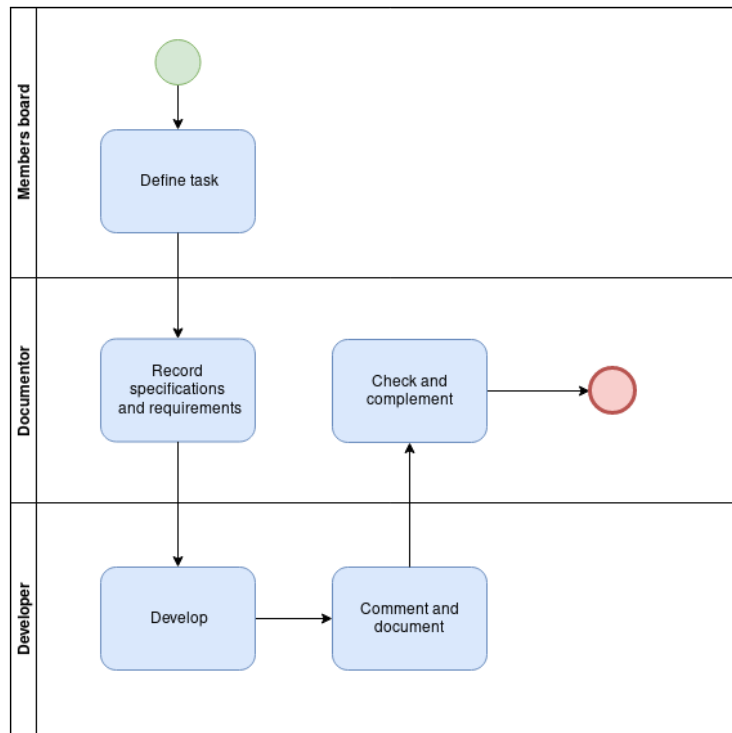 Members board
Define task
Documentor
Record
specifications
and requirements
Check and
complement
Developer
Develop
Comment and
document